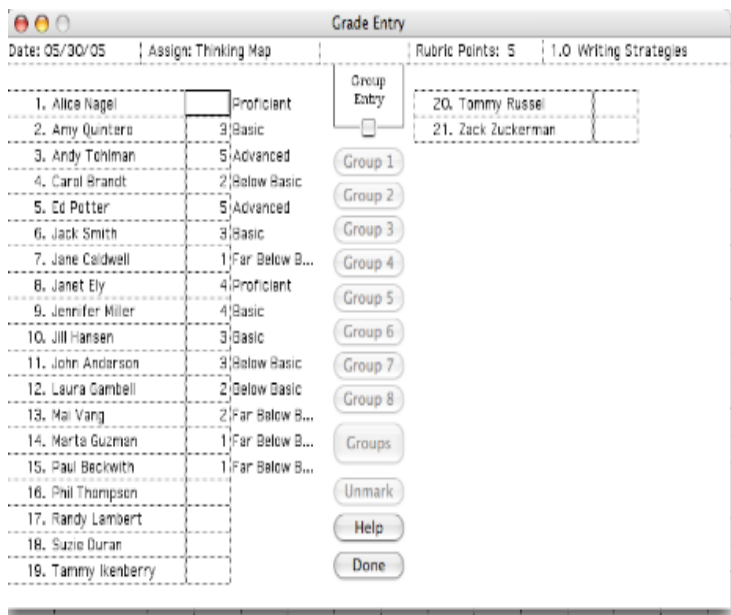 Grade Entry
Date: 05/30/05 Assign: Thinking Map Rubric Points: 5 1.0 Writing Strategies
1. Alice Nagel Proficient
2. Amy Quintero 3 Basic
3. Andy Tohlman 5 Advanced
4. Carol Brandt 2 Below Basic
5. Ed Potter 5 Advanced
6. Jack Smith 3 Basic
7. Jane Caldwell 1 Far Below B...
8. Janet Ely 4 Proficient
9. Jennifer Miller 4 Basic
10. Jill Hansen 3 Basic
11. John Anderson 3 Below Basic
12. Laura Gambell 2 Below Basic
13. Mai Vang 2 Far Below B...
14. Marta Guzman 1 Far Below B...
15. Paul Beckwith 1 Far Below B...
16. Phil Thompson
17. Randy Lambert
18. Suzie Duran
19. Tammy Ikenberry
Group
Entry
Group 1
Group 2
Group 3
Group 4
Group 5
Group 6
Group 7
Group 8
Groups
Unmark
Help
Done
20. Tommy Russel
21. Zack Zuckerman